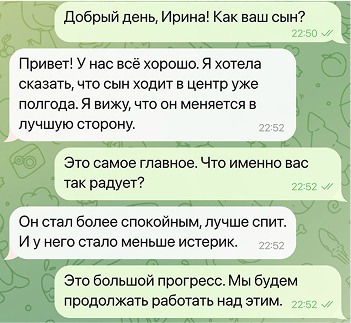 Добрый день, Ирина! Как ваш сын?
22:50
Привет! У нас всё хорошо. Я хотела
сказать, что сын ходит в центр уже
полгода. Я вижу, что он меняется в
лучшую сторону.
22:52
Это самое главное. Что именно вас
так радует?
22:52
Он стал более спокойным, лучше спит.
И у него стало меньше истерик.
22:52
Это большой прогресс. Мы будем
продолжать работать над этим.
22:52